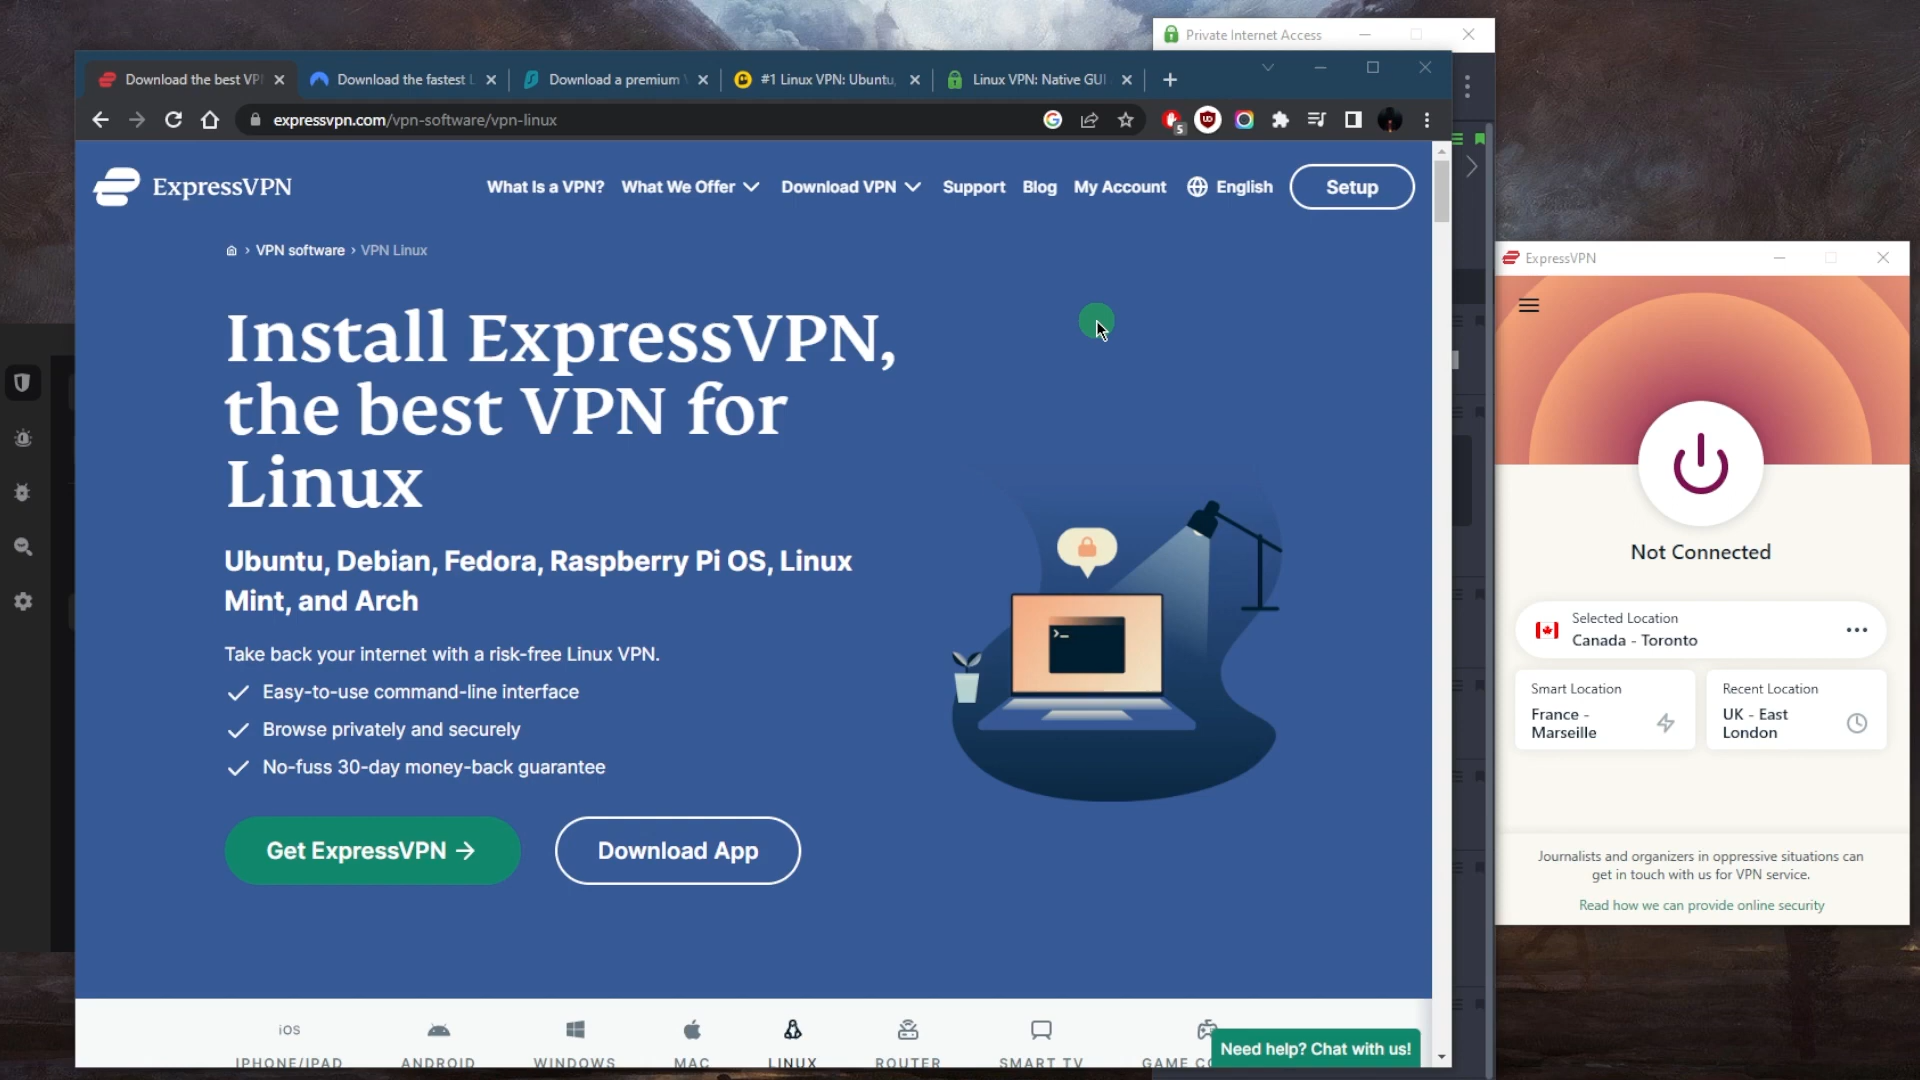 Private Internet Access
Download the best VP
Download the fastest L
Download a premium V
#1 Linux VPN: Ubuntu,
Linux VPN: Native GUI
expressvpn.com/vpn-software/vpn-linux
5
ExpressVPN
What Is a VPN?
What We Offer
Download VPN
Support
Blog
My Account
English
Setup
VPN software › VPN Linux
Install ExpressVPN,
the best VPN for
Linux
Ubuntu, Debian, Fedora, Raspberry Pi OS, Linux
Mint, and Arch
Take back your internet with a risk-free Linux VPN.
Easy-to-use command-line interface
Browse privately and securely
No-fuss 30-day money-back guarantee
Get ExpressVPN →
Download App
iOS
IPHONE/IPAD
ANDROID
WINDOWS
MAC
LINUX
ROUTER
SMART TV
GAME CO
Need help? Chat with us!
ExpressVPN
Not Connected
Selected Location
Canada - Toronto
Smart Location
France -
Marseille
Recent Location
UK - East
London
Journalists and organizers in oppressive situations can
get in touch with us for VPN service.
Read how we can provide online security